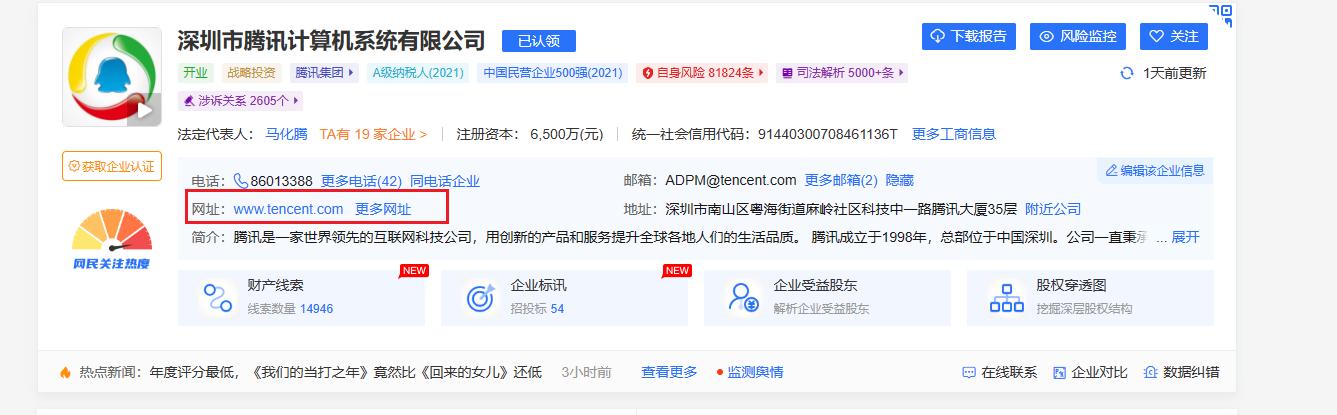 深圳市腾讯计算机系统有限公司 已认领 下载报告 风险监控 关注
开业 战略投资 腾讯集团 A级纳税人(2021) 中国民营企业500强(2021) 自身风险 81824条 司法解析 5000+条 1天前更新
涉诉关系 2605个
法定代表人： 马化腾 TA有 19 家企业 > 注册资本： 6,500万(元) 统一社会信用代码：91440300708461136T 更多工商信息
获取企业认证
编辑该企业信息
电话：86013388 更多电话(42) 同电话企业 邮箱：ADPM@tencent.com 更多邮箱(2) 隐藏
网址：www.tencent.com 更多网址 地址：深圳市南山区粤海街道麻岭社区科技中一路腾讯大厦35层 附近公司
简介：腾讯是一家世界领先的互联网科技公司，用创新的产品和服务提升全球各地人们的生活品质。 腾讯成立于1998年，总部位于中国深圳。公司一直秉承 ... 展开
网民关注热度
NEW NEW
财产线索 企业标讯 企业受益股东 股权穿透图
线索数量 14946 招投标 54 解析企业受益股东 挖掘深层股权结构
热点新闻：年度评分最低，《我们的当打之年》竟然比《回来的女儿》还低 3小时前 查看更多 监测舆情 在线联系 企业对比 数据纠错